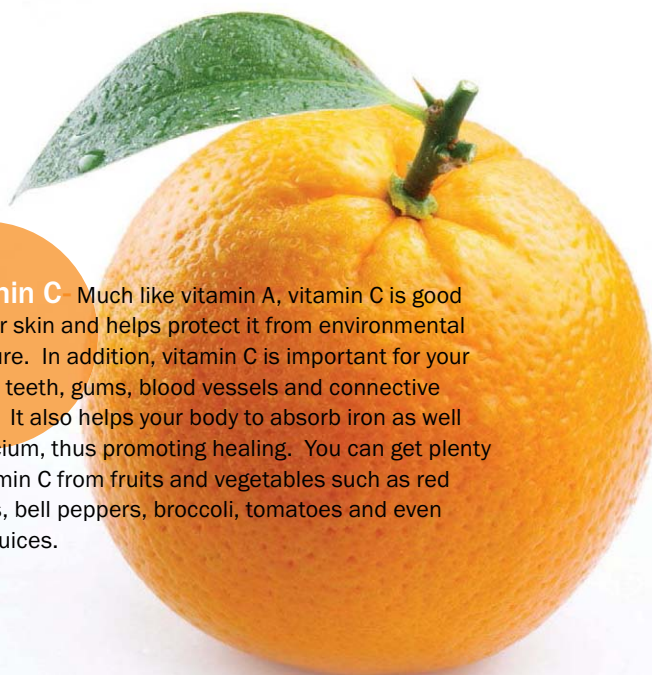 min C- Much like vitamin A, vitamin C is good
r skin and helps protect it from environmental
ure. In addition, vitamin C is important for your
teeth, gums, blood vessels and connective
It also helps your body to absorb iron as well
cium, thus promoting healing. You can get plenty
min C from fruits and vegetables such as red
s, bell peppers, broccoli, tomatoes and even
uices.